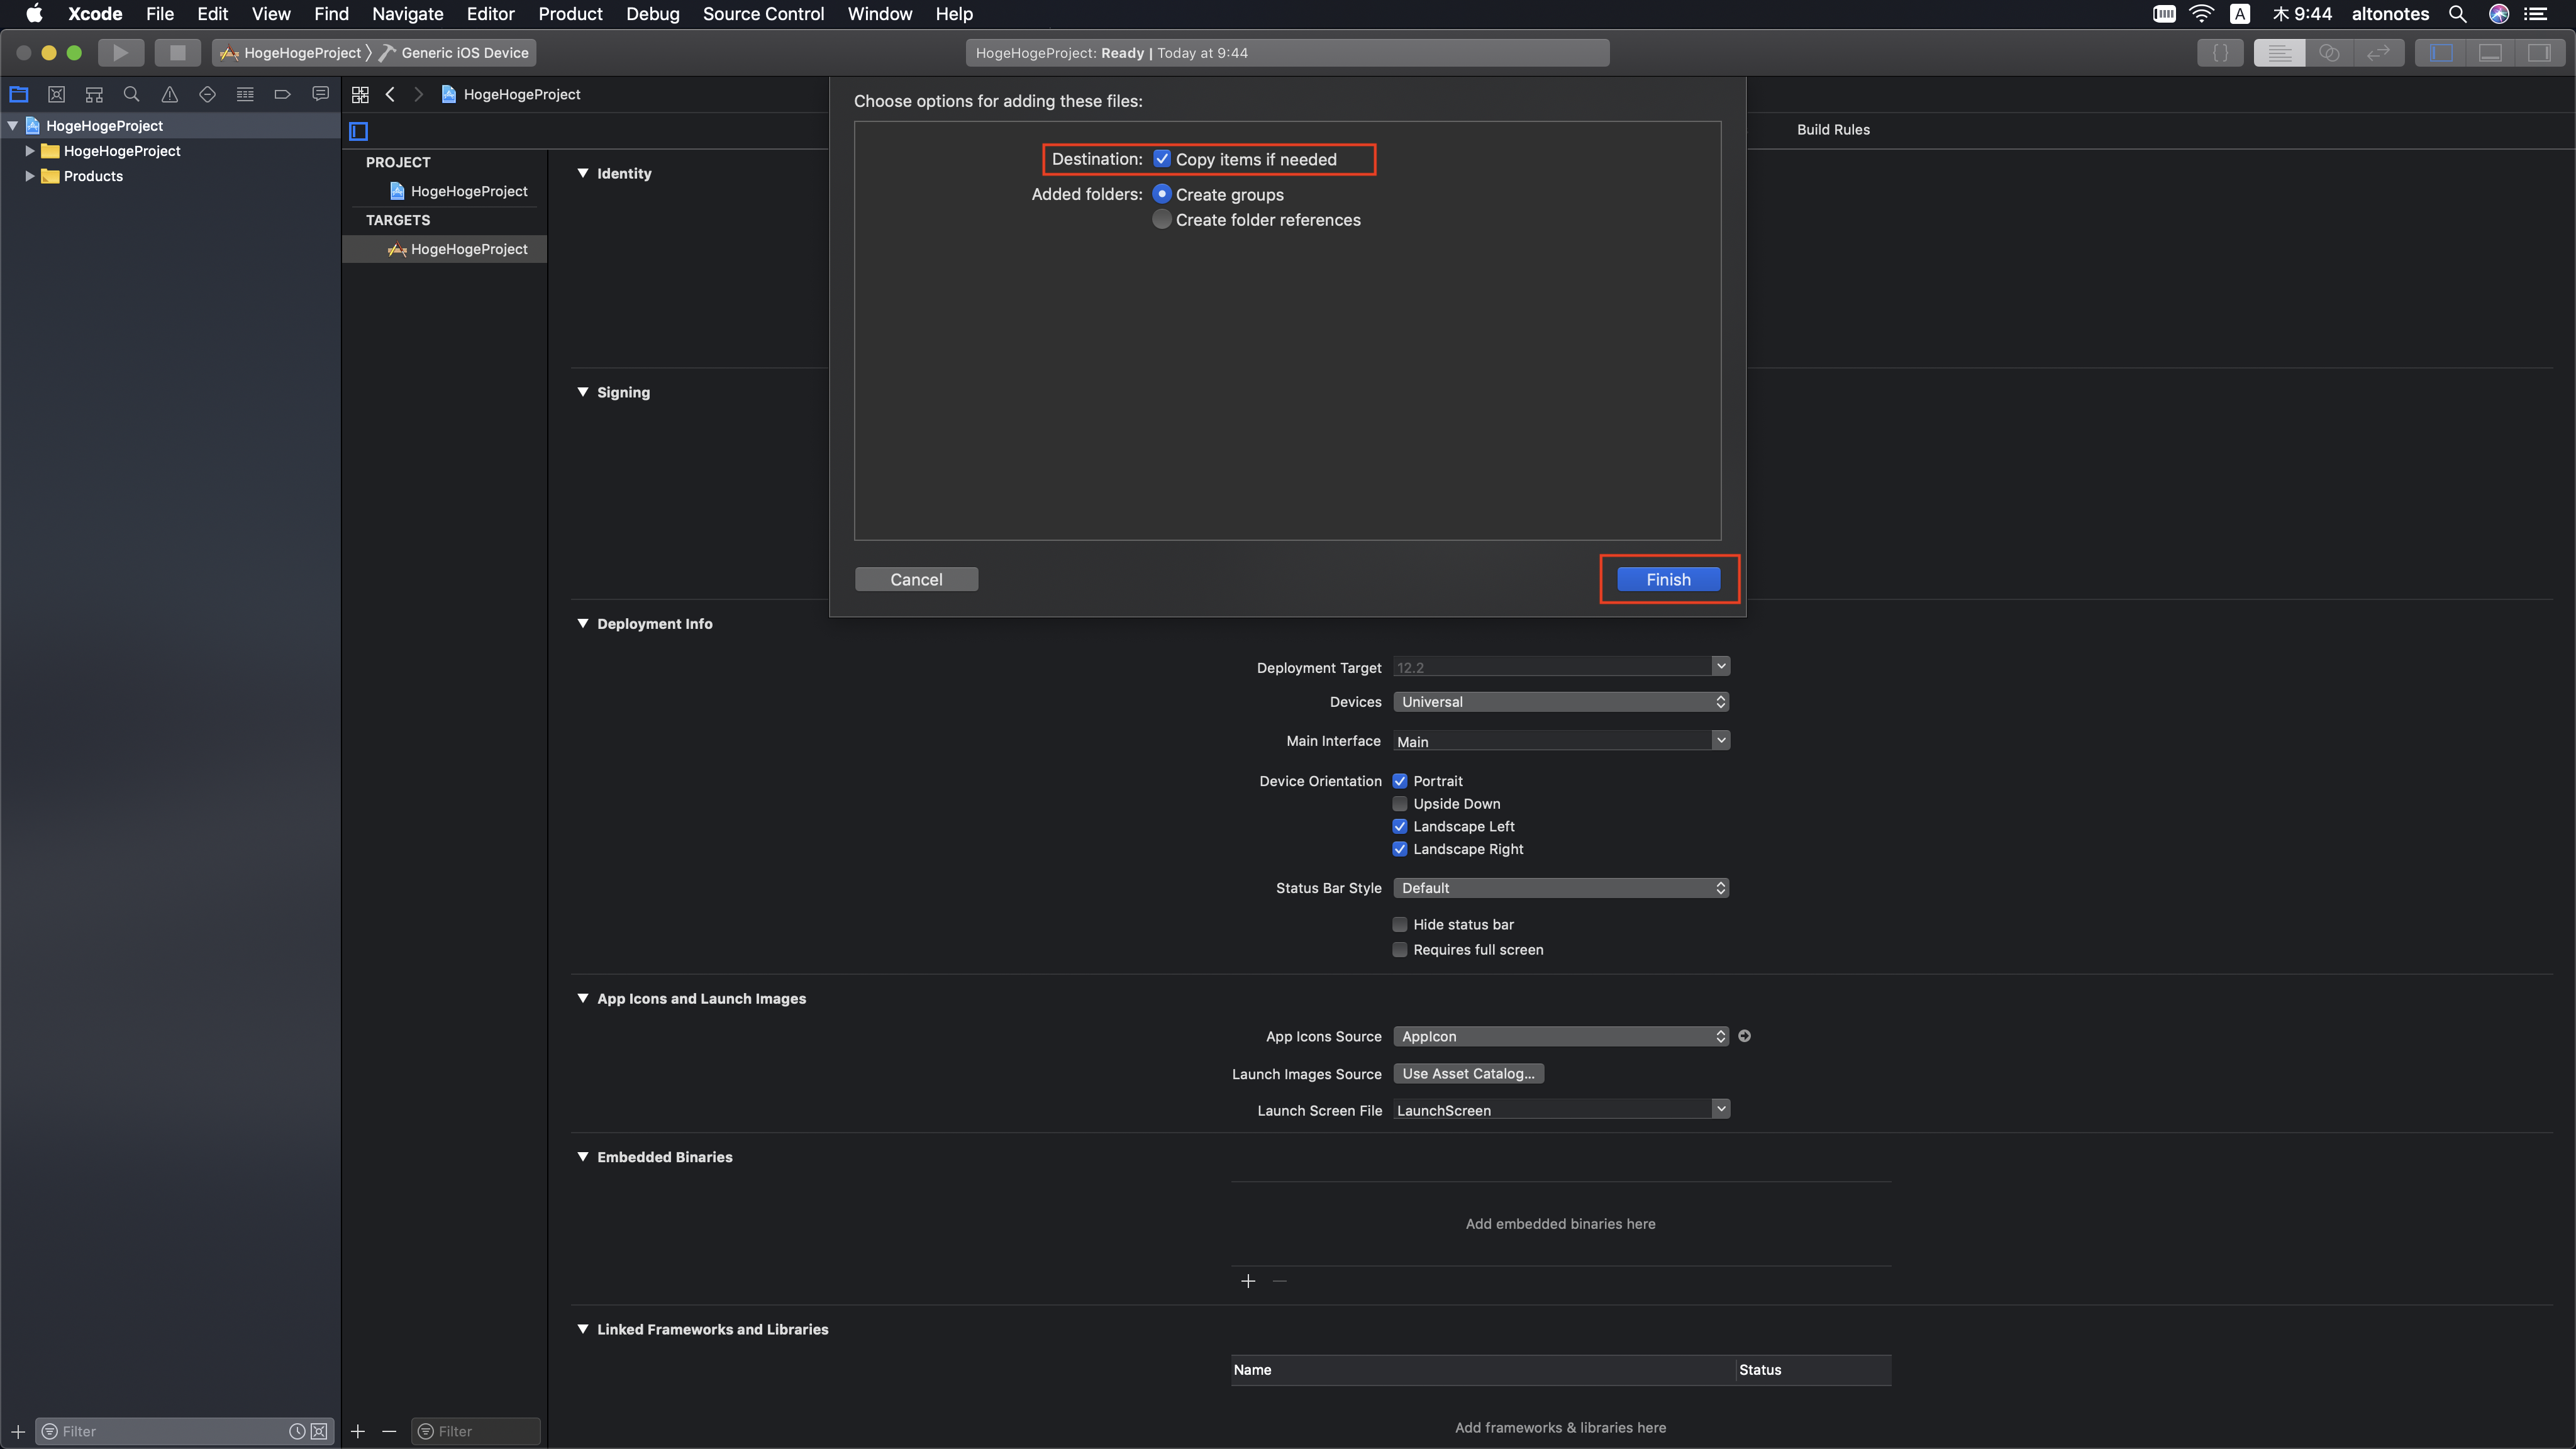 Xcode File Edit View Find Navigate Editor Product Debug Source Control Window Help
A 木 9:44 altonotes
HogeHogeProject Generic iOS Device
HogeHogeProject: Ready | Today at 9:44
HogeHogeProject
HogeHogeProject
HogeHogeProject
Products
PROJECT
HogeHogeProject
TARGETS
HogeHogeProject
Build Rules
Choose options for adding these files:
Destination: Copy items if needed
Added folders: Create groups
Create folder references
Cancel
Finish
Identity
Signing
Deployment Info
Deployment Target 12.2
Devices Universal
Main Interface Main
Device Orientation Portrait
Upside Down
Landscape Left
Landscape Right
Status Bar Style Default
Hide status bar
Requires full screen
App Icons and Launch Images
App Icons Source AppIcon
Launch Images Source Use Asset Catalog...
Launch Screen File LaunchScreen
Embedded Binaries
Add embedded binaries here
Linked Frameworks and Libraries
Name Status
Add frameworks & libraries here
Filter
Filter